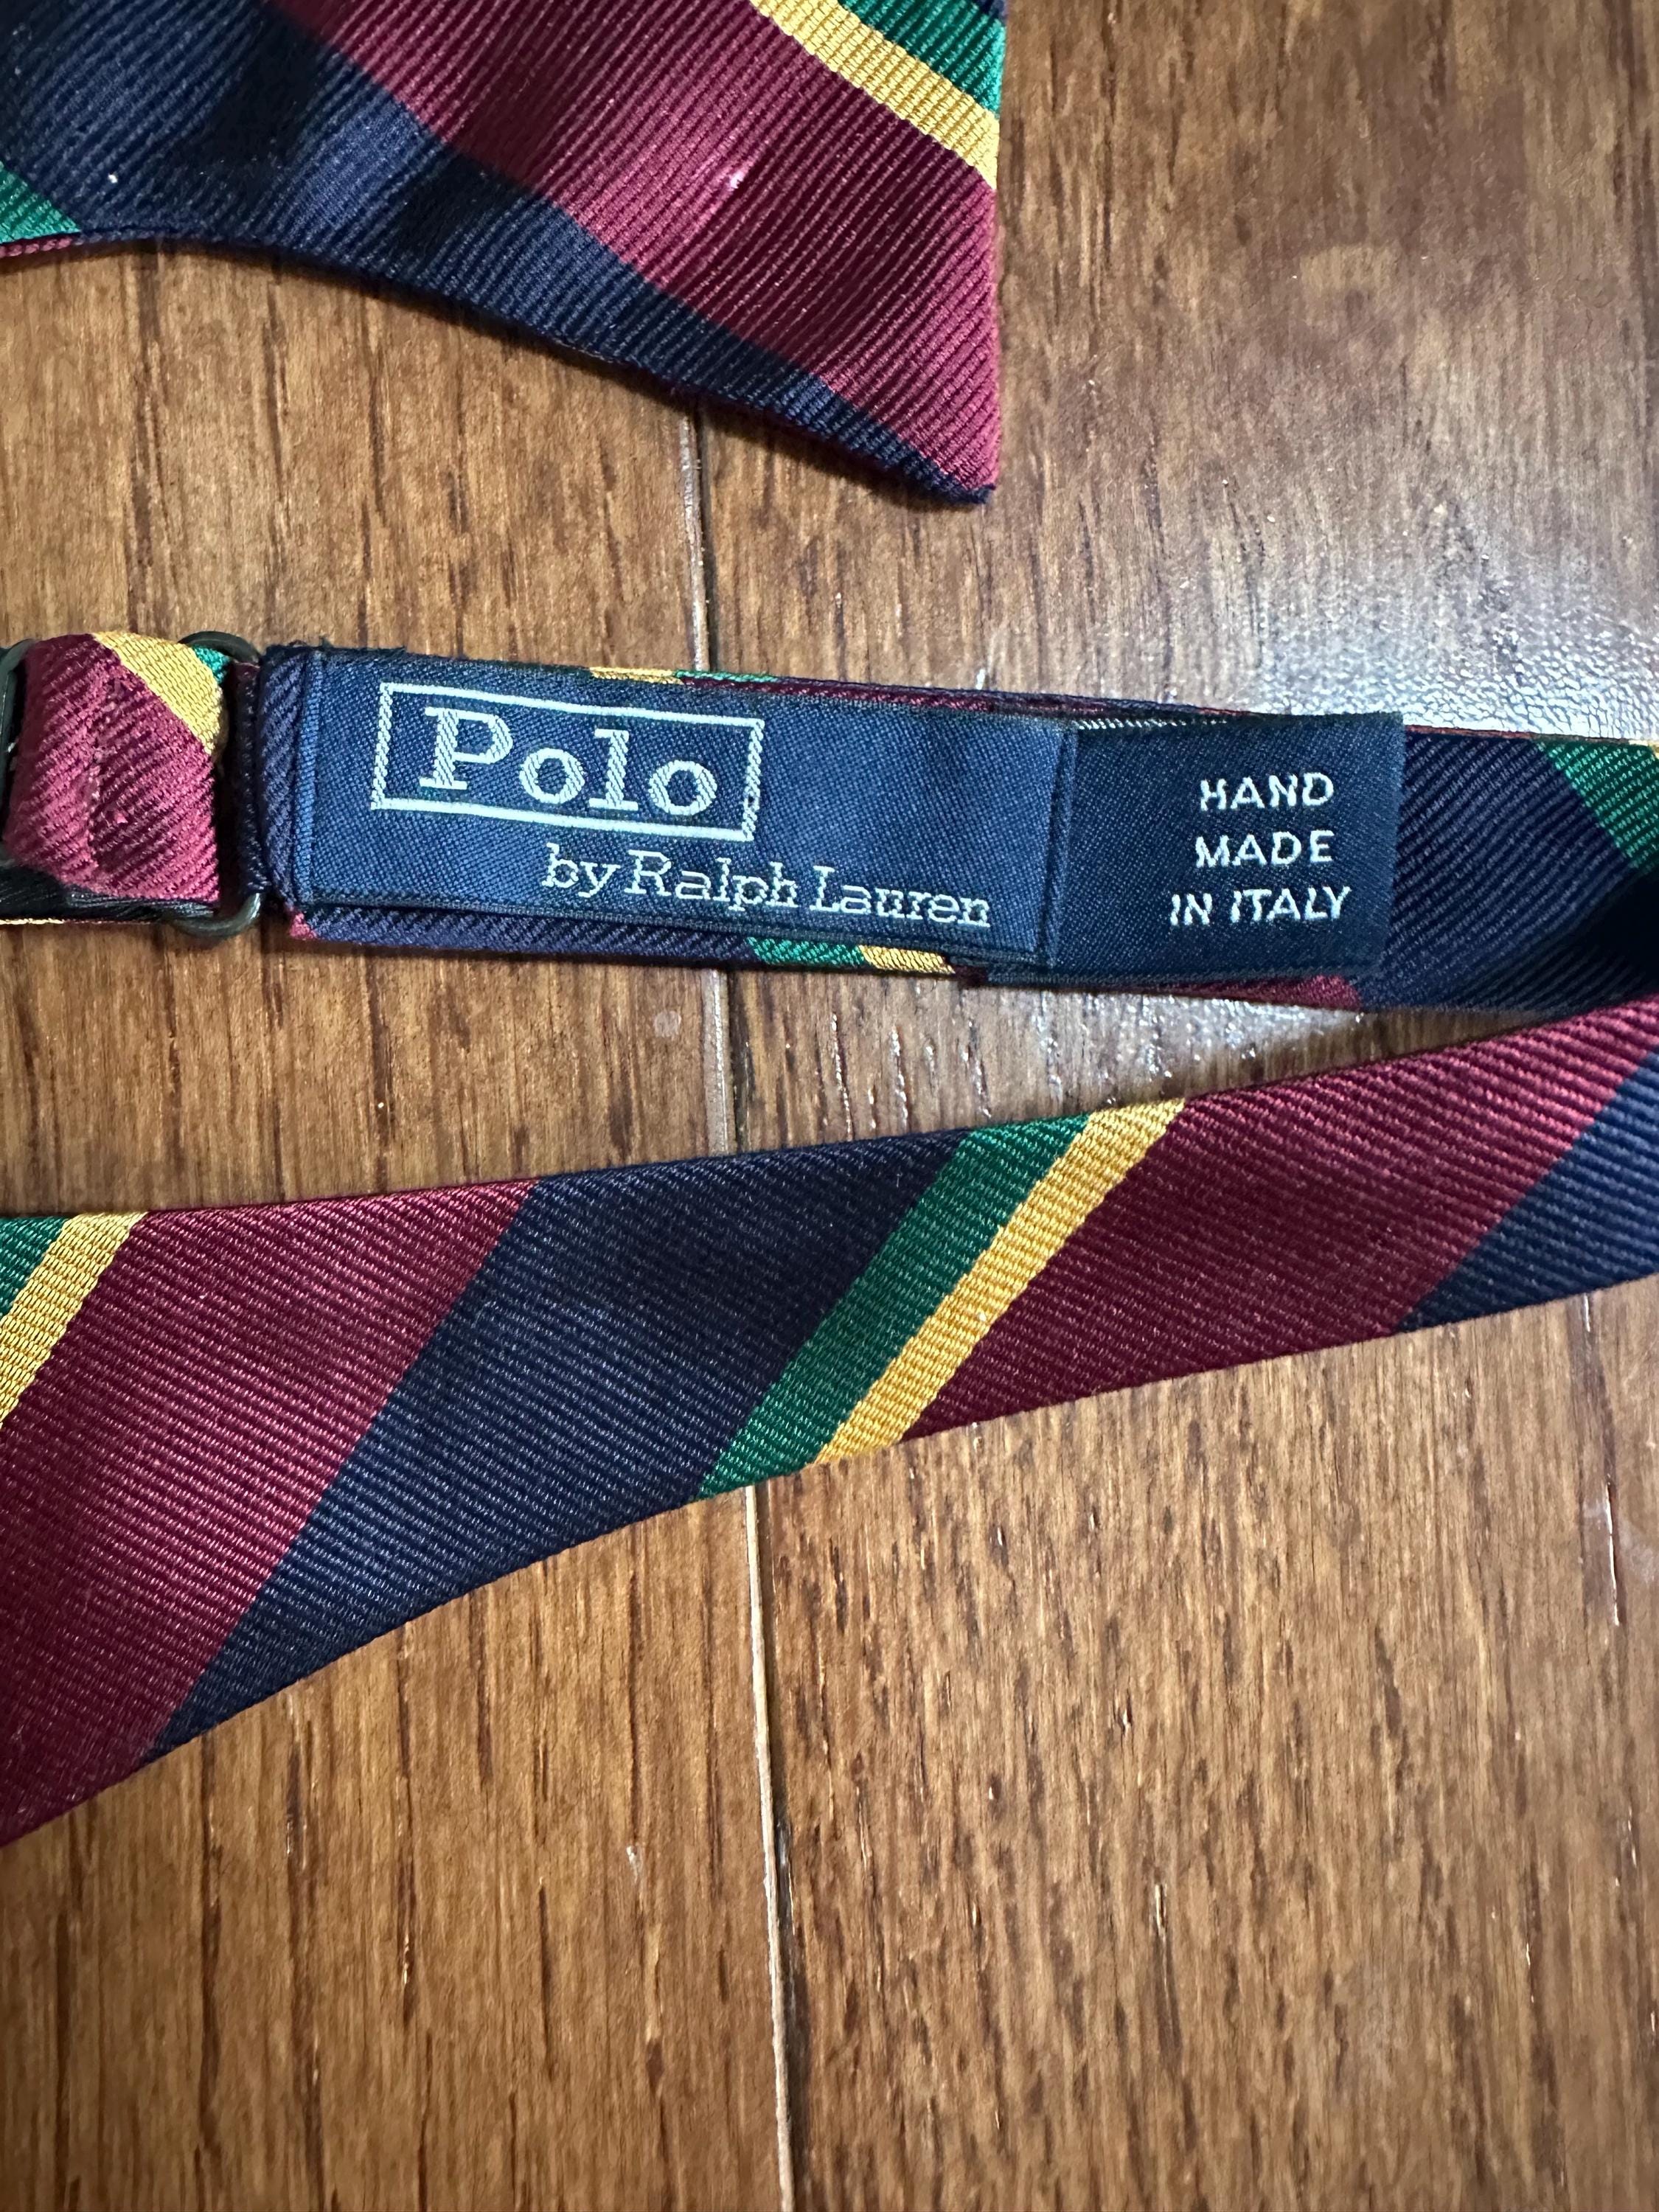 Polo
by Ralph Lauren
HAND
MADE
IN ITALY